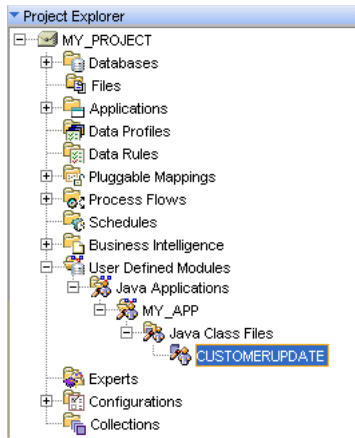 Project Explorer
MY_PROJECT
Databases
Files
Applications
Data Profiles
Data Rules
Pluggable Mappings
Process Flows
Schedules
Business Intelligence
User Defined Modules
Java Applications
MY_APP
Java Class Files
CUSTOMERUPDATE
Experts
Configurations
Collections